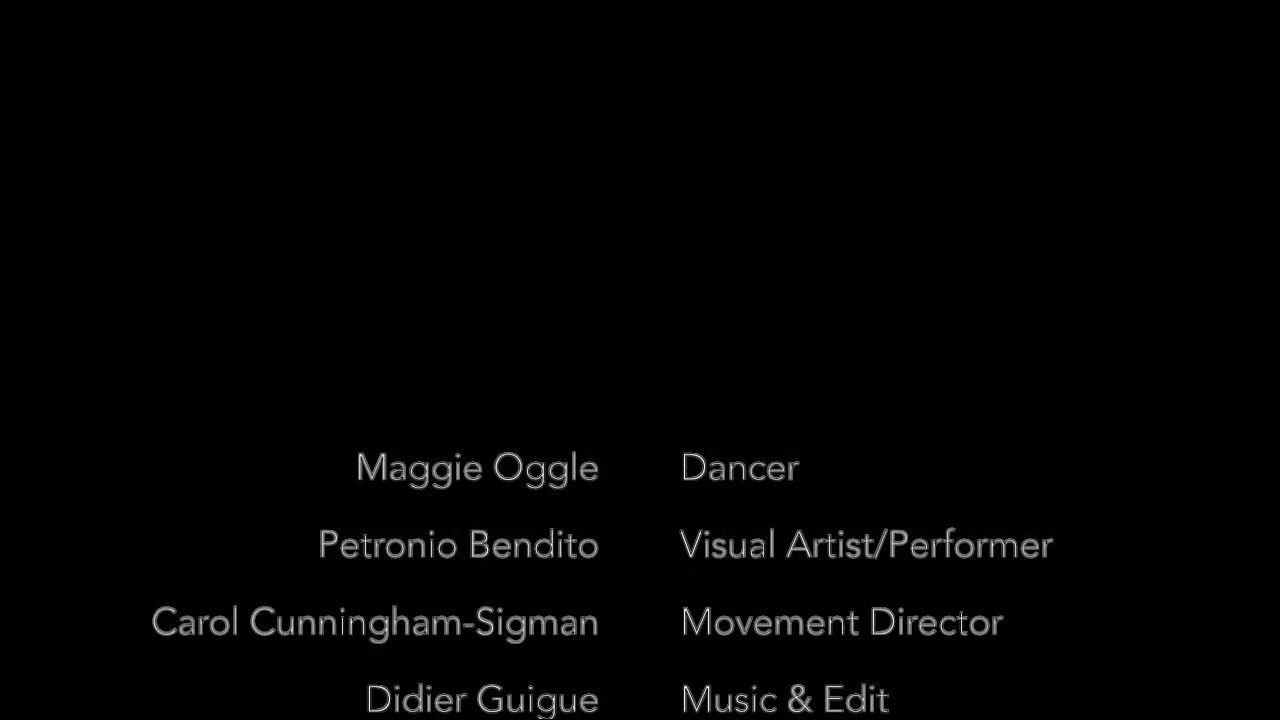 Maggie Oggle Dancer
Petronio Bendito Visual Artist/Performer
Carol Cunningham-Sigman Movement Director
Didier Guigue Music & Edit